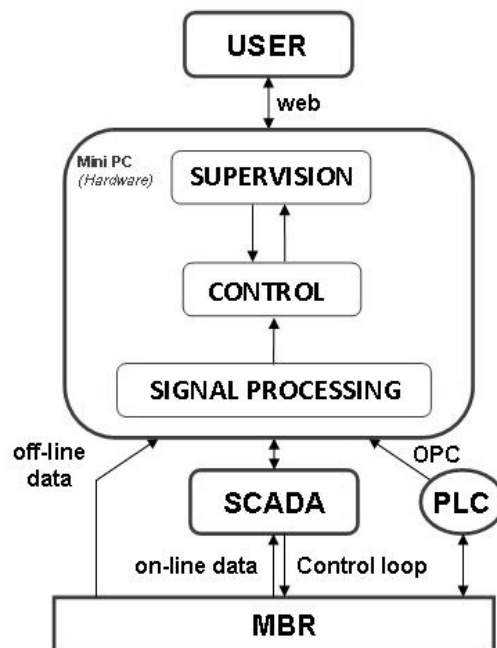 USER
web
Mini PC
(Hardware)
SUPERVISION
CONTROL
SIGNAL PROCESSING
off-line
data
OPC
SCADA
PLC
on-line data
Control loop
MBR